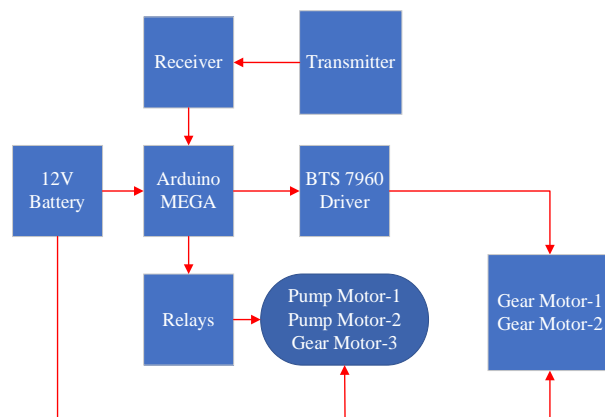 Receiver
Transmitter
12V
Battery
Arduino
MEGA
BTS 7960
Driver
Relays
Pump Motor-1
Pump Motor-2
Gear Motor-3
Gear Motor-1
Gear Motor-2